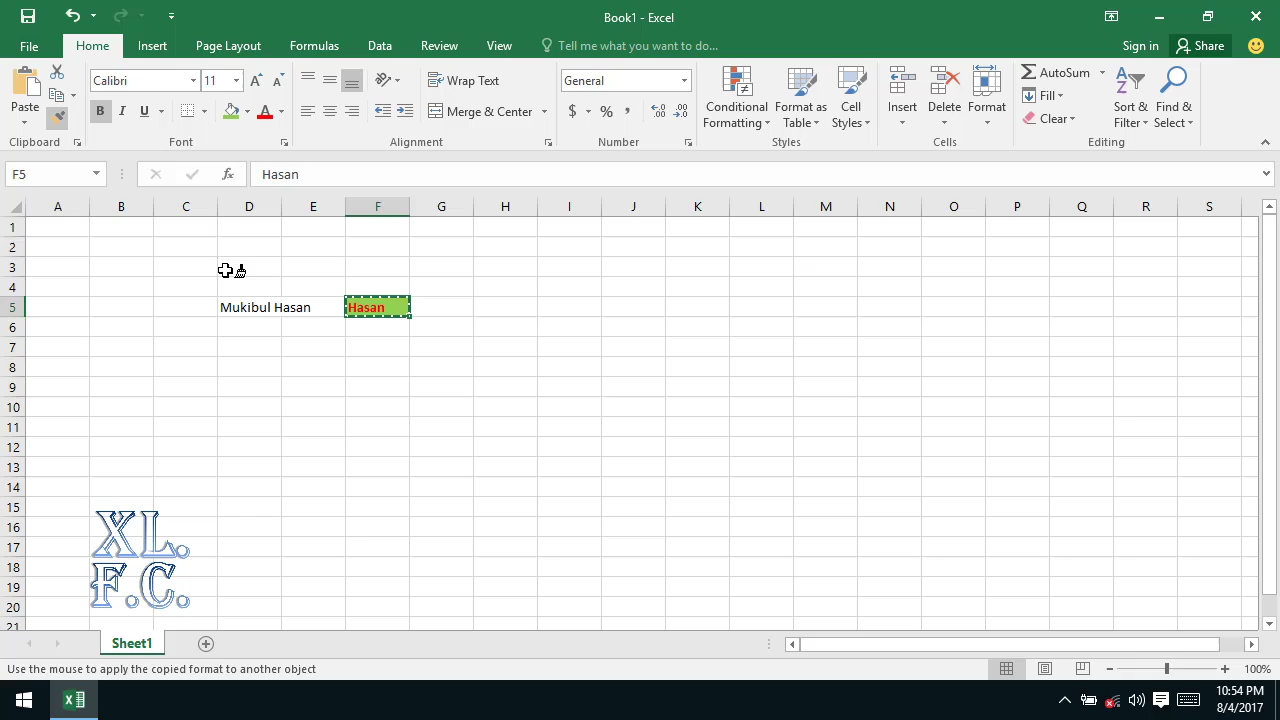 Book1 - Excel
File Home Insert Page Layout Formulas Data Review View Tell me what you want to do... Sign in Share
Paste
Clipboard
Calibri 11
B I U
Font
Wrap Text
Merge & Center
Alignment
General
$ % ,
Number
Conditional Formatting
Format as Table
Cell Styles
Styles
Insert
Delete
Format
Cells
AutoSum
Fill
Clear
Sort & Filter
Find & Select
Editing
F5 fx Hasan
A B C D E F G H I J K L M N O P Q R S
1
2
3
4
5 Mukibul Hasan Hasan
6
7
8
9
10
11
12
13
14
15
16
17
18
19
20
21
XL.
F.C.
Sheet1
Use the mouse to apply the copied format to another object 100%
10:54 PM
8/4/2017